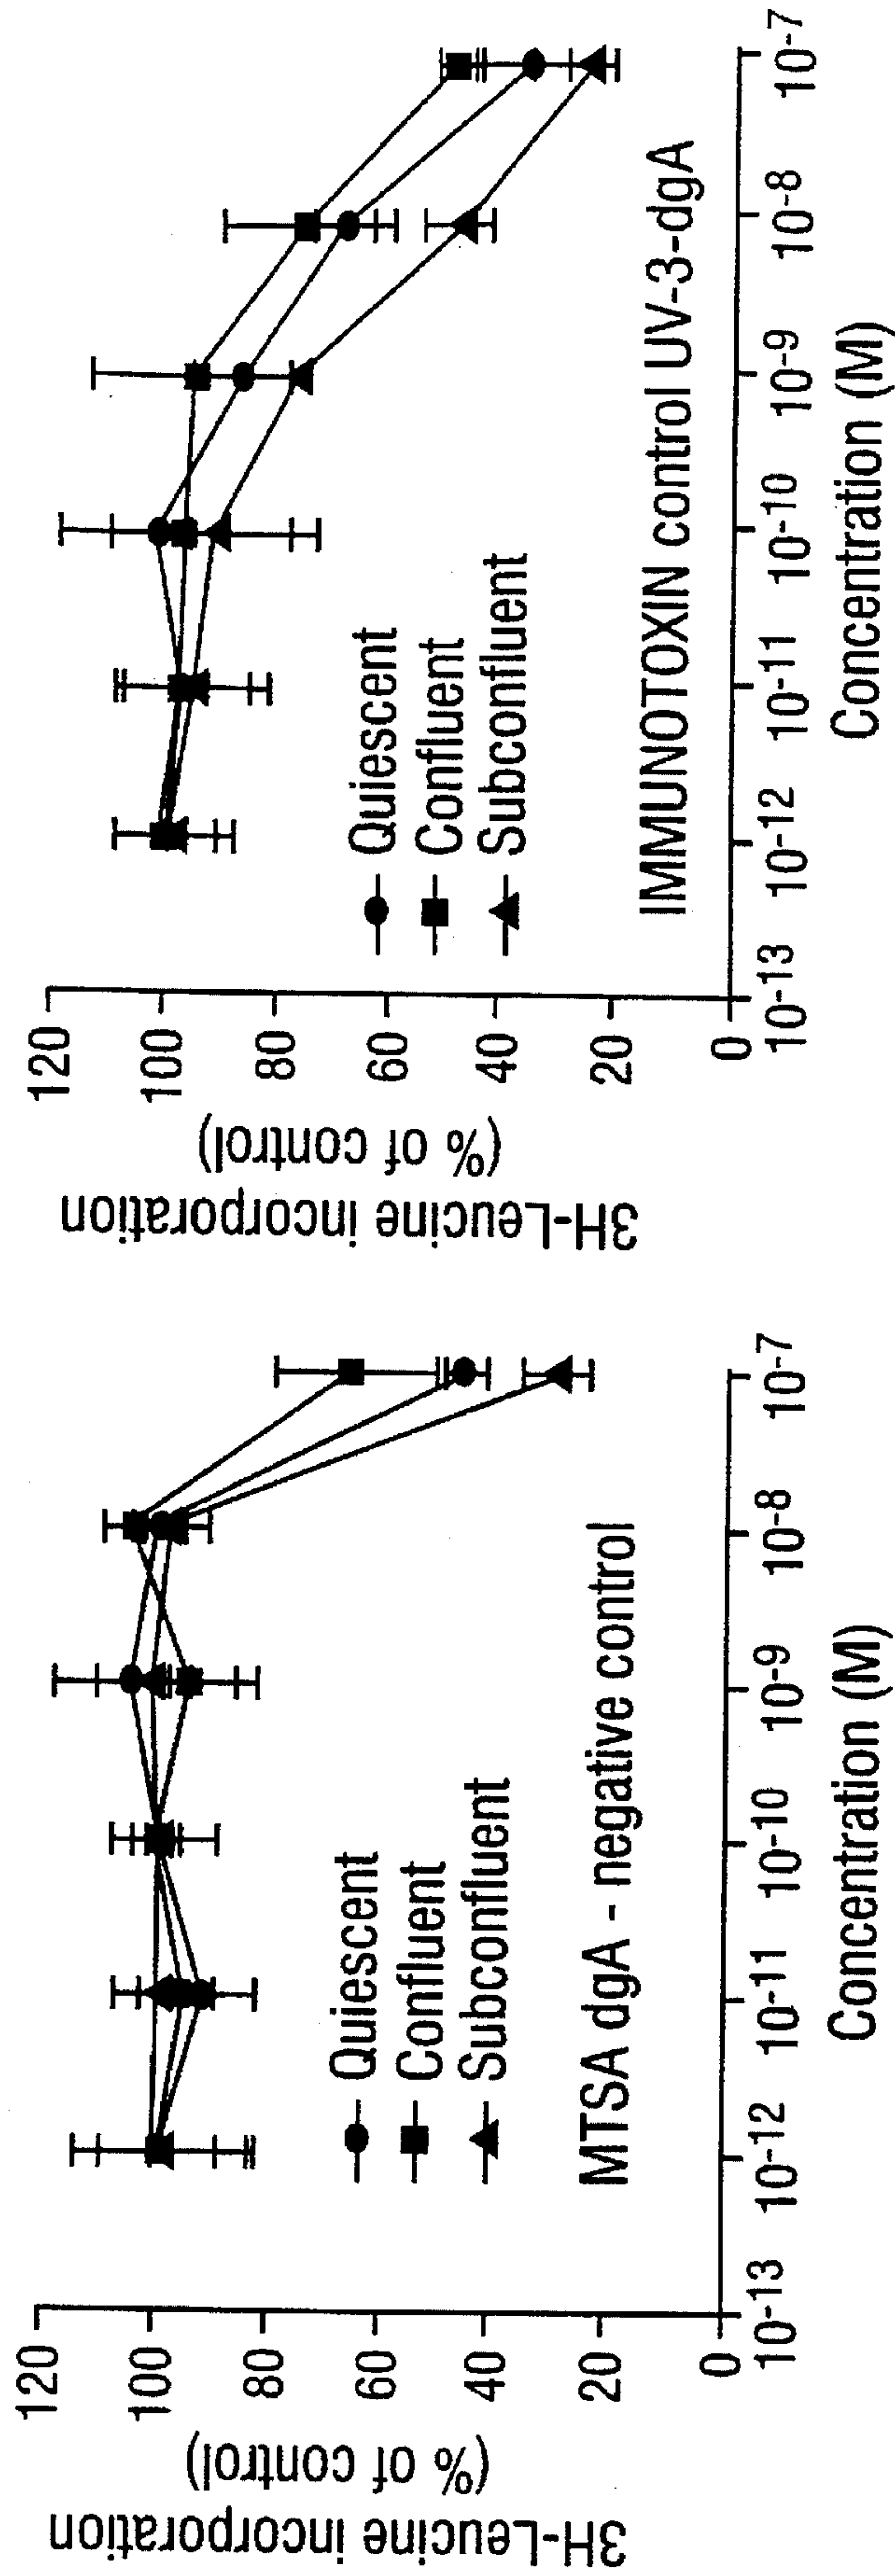 3H-Leucine incorporation
(% of control)
120
100
80
60
40
20
0
Quiescent
Confluent
Subconfluent
MTSA dgA - negative control
10-13
10-12
10-11
10-10
10-9
10-8
10-7
Concentration (M)
3H-Leucine incorporation
(% of control)
120
100
80
60
40
20
0
Quiescent
Confluent
Subconfluent
IMMUNOTOXIN control UV-3-dgA
10-13
10-12
10-11
10-10
10-9
10-8
10-7
Concentration (M)